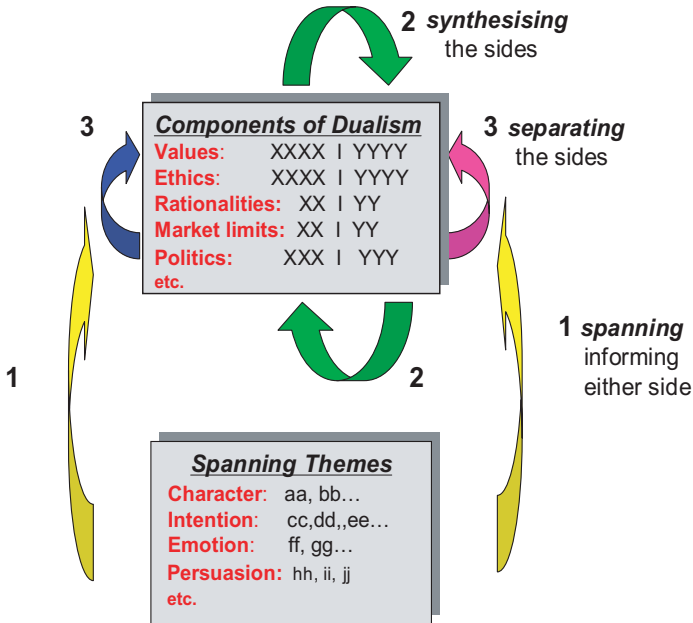 2 synthesising
the sides
3
Components of Dualism
Values: XXXX I YYYY
Ethics: XXXX I YYYY
Rationalities: XX I YY
Market limits: XX I YY
Politics: XXX I YYY
etc.
3 separating
the sides
1
2
1 spanning
informing
either side
Spanning Themes
Character: aa, bb…
Intention: cc,dd,,ee…
Emotion: ff, gg…
Persuasion: hh, ii, jj
etc.